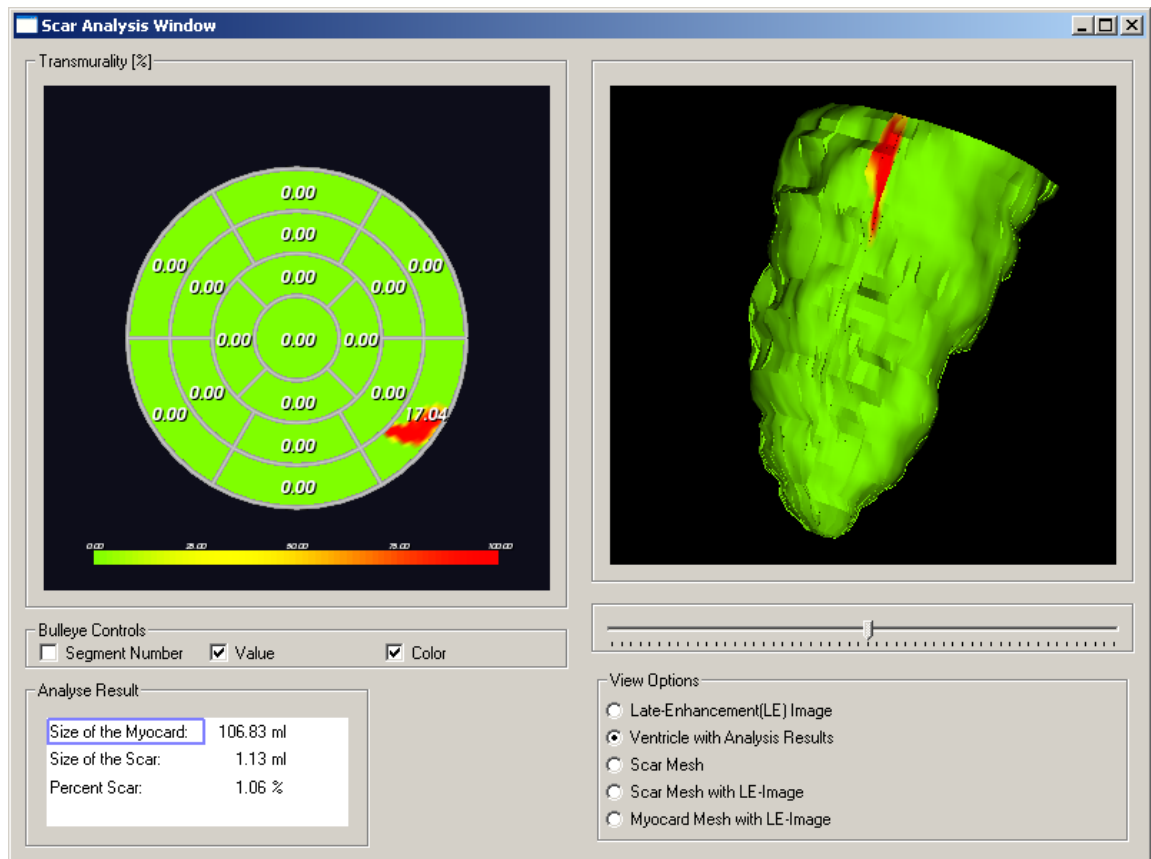 Scar Analysis Window
Transmurality [%]
0.00
0.00
0.00
0.00 0.00
0.00 0.00
0.00 0.00 0.00
0.00 0.00
0.00 0.00 17.04
0.00
0.00
0.00 25.00 50.00 75.00 100.00
Bulleye Controls
Segment Number Value Color
Analyse Result
Size of the Myocard: 106.83 ml
Size of the Scar: 1.13 ml
Percent Scar: 1.06 %
View Options
Late-Enhancement(LE) Image
Ventricle with Analysis Results
Scar Mesh
Scar Mesh with LE-Image
Myocard Mesh with LE-Image